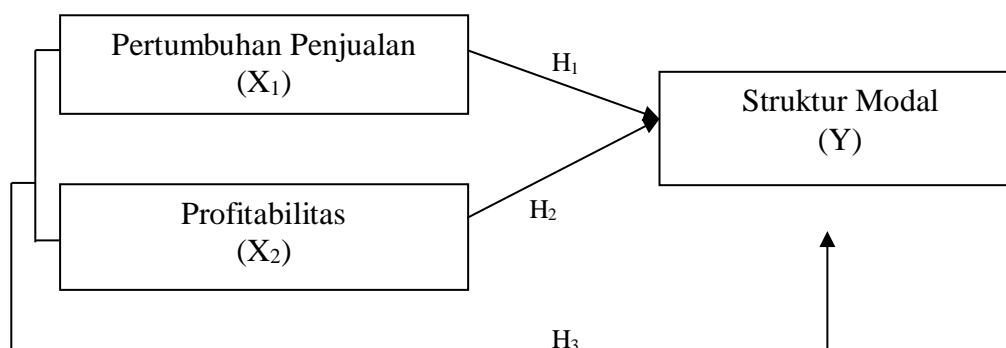 Pertumbuhan Penjualan
(X₁)
H₁
Struktur Modal
(Y)
Profitabilitas
(X₂)
H₂
H₃